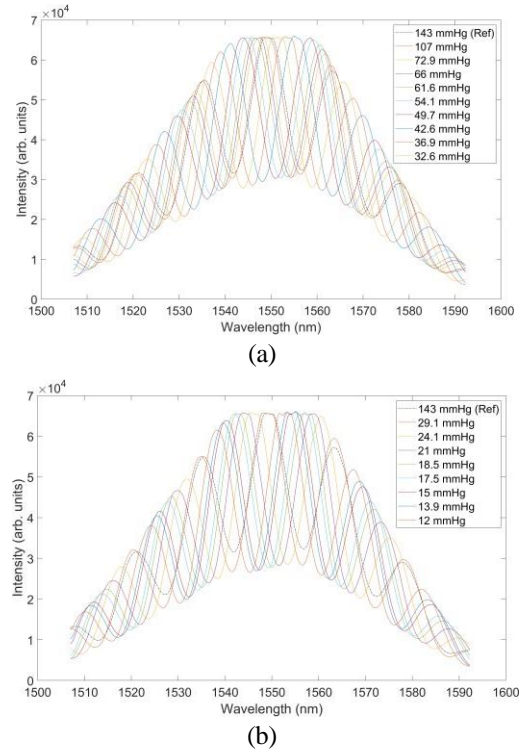 (a)
×10⁴
7
6
5
4
3
2
1
0
Intensity (arb. units)
1500 1510 1520 1530 1540 1550 1560 1570 1580 1590 1600
Wavelength (nm)
143 mmHg (Ref)
107 mmHg
72.9 mmHg
66 mmHg
61.6 mmHg
54.1 mmHg
49.7 mmHg
42.6 mmHg
36.9 mmHg
32.6 mmHg
(a)
×10⁴
7
6
5
4
3
2
1
0
Intensity (arb. units)
1500 1510 1520 1530 1540 1550 1560 1570 1580 1590 1600
Wavelength (nm)
143 mmHg (Ref)
29.1 mmHg
24.1 mmHg
21 mmHg
18.5 mmHg
17.5 mmHg
15 mmHg
13.9 mmHg
12 mmHg
(b)